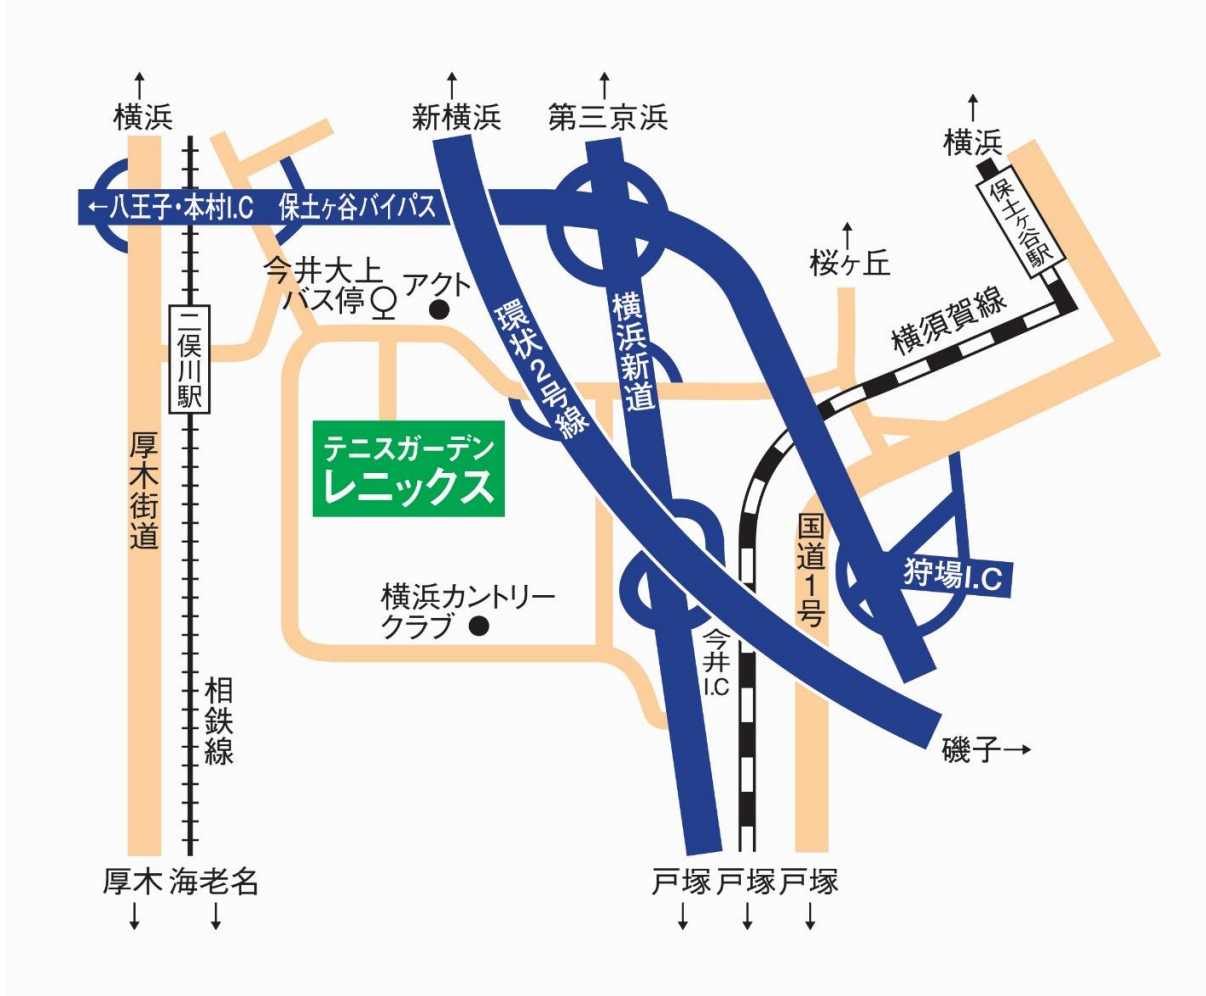 ↑
横浜
↑
新横浜
↑
第三京浜
↑
横浜
←八王子・本村I.C 保土ヶ谷バイパス
保土ヶ谷駅
↑
桜ヶ丘
今井大上
バス停
アクト
二俣川駅
環状2号線
横浜新道
横須賀線
テニスガーデン
レニックス
厚木街道
国道1号
狩場I.C
横浜カントリー
クラブ
今井I.C
相鉄線
磯子→
厚木
↓
海老名
↓
戸塚
↓
戸塚
↓
戸塚
↓